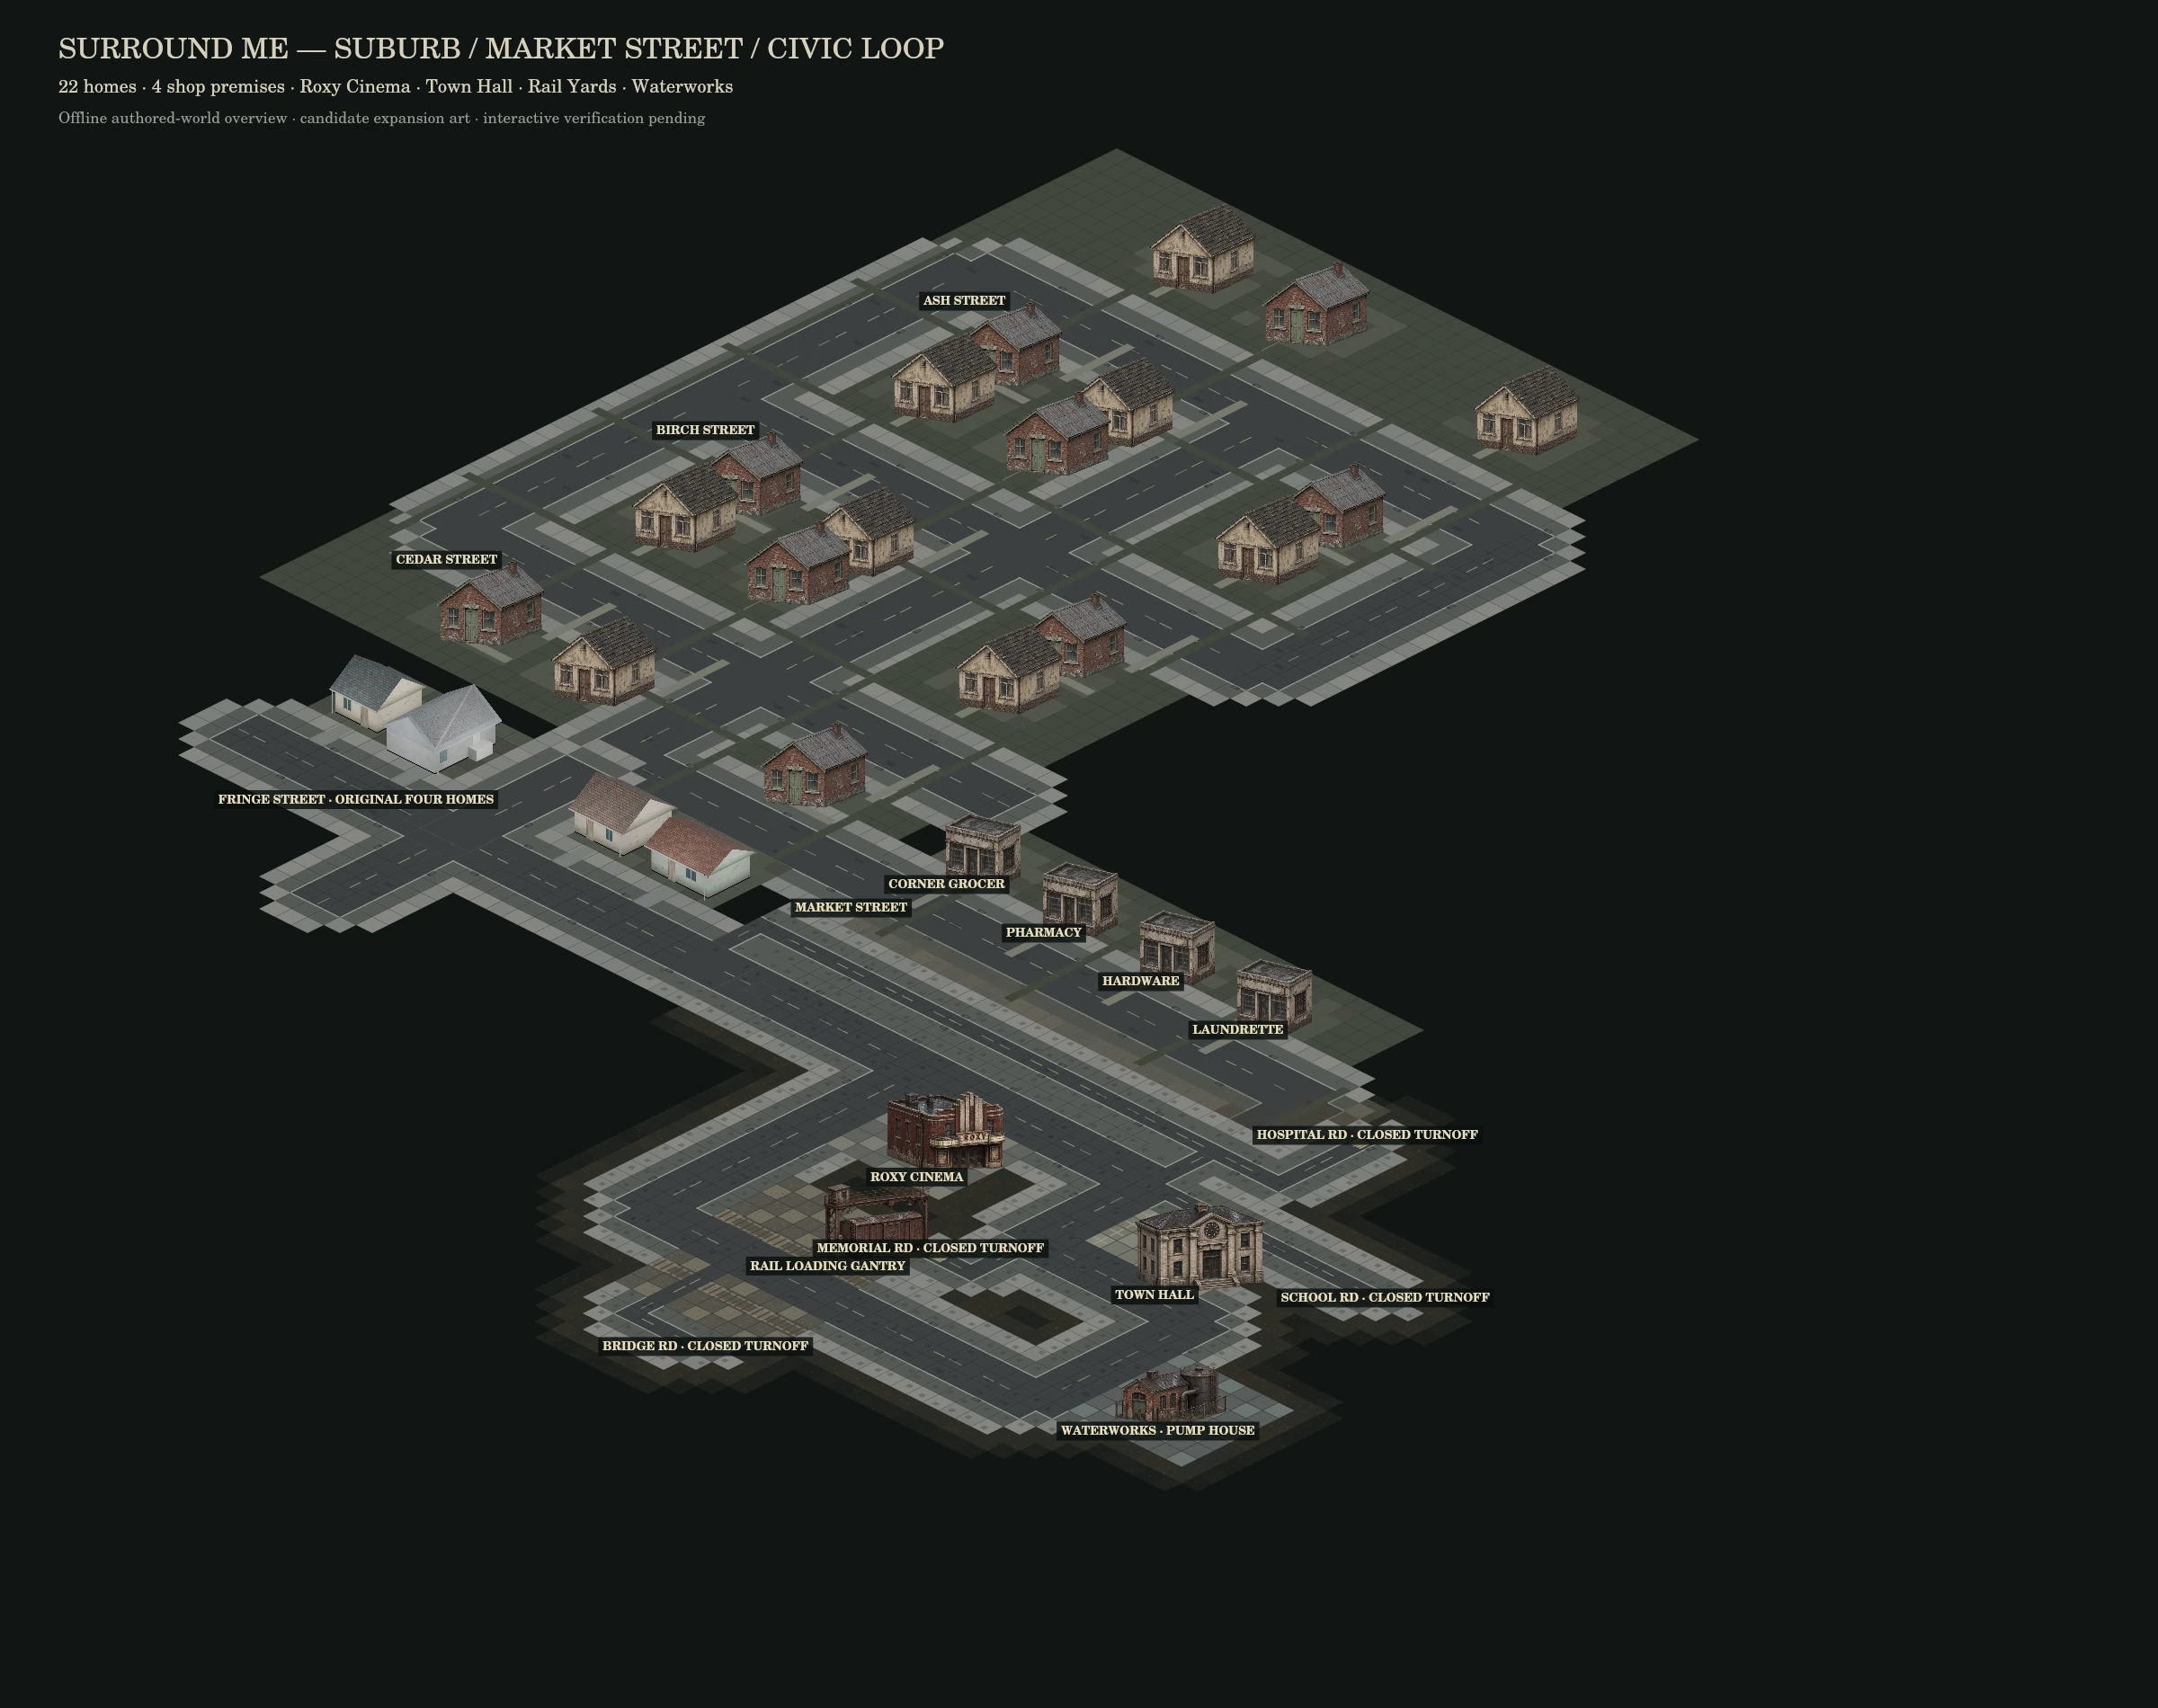 SURROUND ME — SUBURB / MARKET STREET / CIVIC LOOP
22 homes · 4 shop premises · Roxy Cinema · Town Hall · Rail Yards · Waterworks
Offline authored-world overview · candidate expansion art · interactive verification pending
ASH STREET
BIRCH STREET
CEDAR STREET
FRINGE STREET · ORIGINAL FOUR HOMES
CORNER GROCER
MARKET STREET
PHARMACY
HARDWARE
LAUNDRETTE
HOSPITAL RD · CLOSED TURNOFF
ROXY
ROXY CINEMA
MEMORIAL RD · CLOSED TURNOFF
RAIL LOADING GANTRY
TOWN HALL
SCHOOL RD · CLOSED TURNOFF
BRIDGE RD · CLOSED TURNOFF
WATERWORKS · PUMP HOUSE